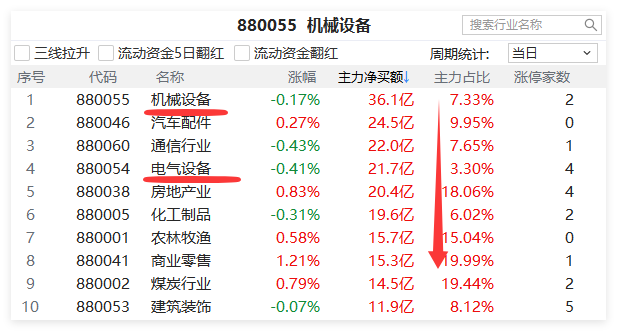 880055 机械设备
搜索行业名称
三线拉升 流动资金5日翻红 流动资金翻红 周期统计: 当日
序号 代码 名称 涨幅 主力净买额↓ 主力占比 涨停家数
1 880055 机械设备 -0.17% 36.1亿 7.33% 2
2 880046 汽车配件 0.27% 24.5亿 9.95% 0
3 880060 通信行业 -0.43% 22.0亿 7.65% 1
4 880054 电气设备 -0.41% 21.7亿 3.30% 4
5 880038 房地产业 0.83% 20.4亿 18.06% 4
6 880005 化工制品 -0.31% 19.6亿 6.02% 2
7 880001 农林牧渔 0.58% 15.7亿 15.04% 0
8 880041 商业零售 1.21% 15.3亿 19.99% 1
9 880002 煤炭行业 0.79% 14.5亿 19.44% 2
10 880053 建筑装饰 -0.07% 11.9亿 8.12% 5